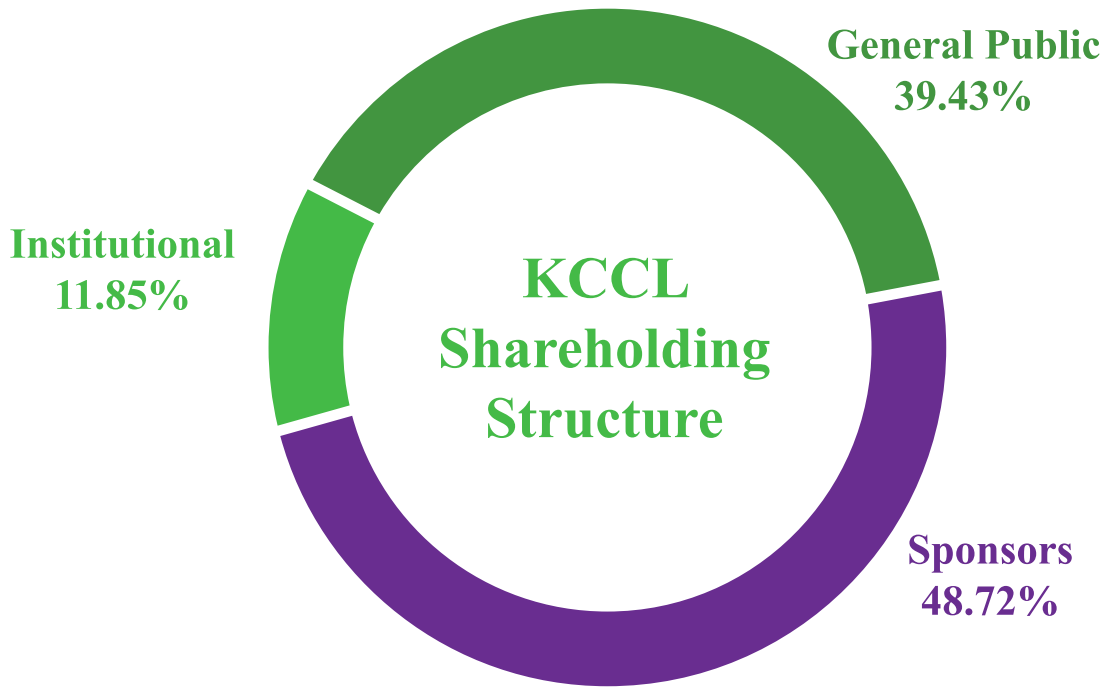 General Public
39.43%
Institutional
11.85%
KCCL
Shareholding
Structure
Sponsors
48.72%